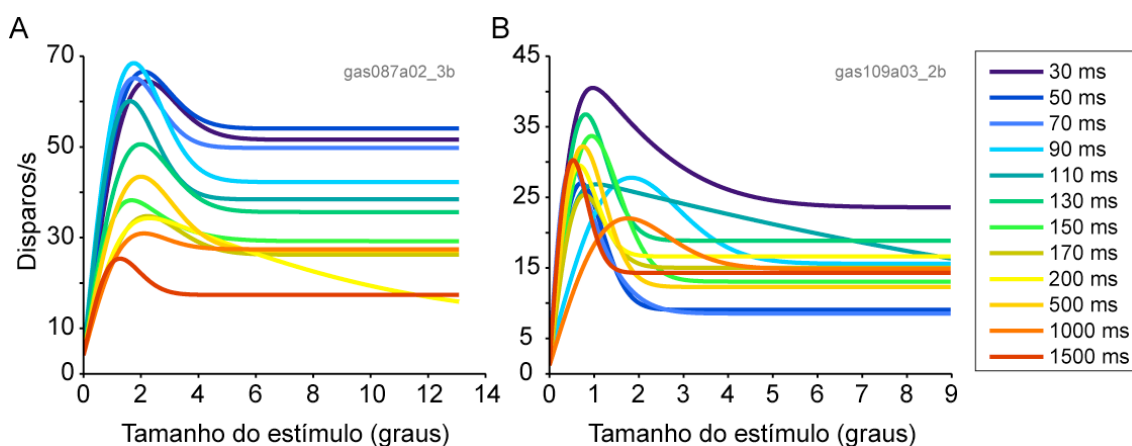 A
gas087a02_3b
70
50
30
10
0
0 2 4 6 8 10 12 14
Disparos/s
Tamanho do estímulo (graus)
B
gas109a03_2b
45
35
25
15
5
0
0 1 2 3 4 5 6 7 8 9
Tamanho do estímulo (graus)
30 ms
50 ms
70 ms
90 ms
110 ms
130 ms
150 ms
170 ms
200 ms
500 ms
1000 ms
1500 ms